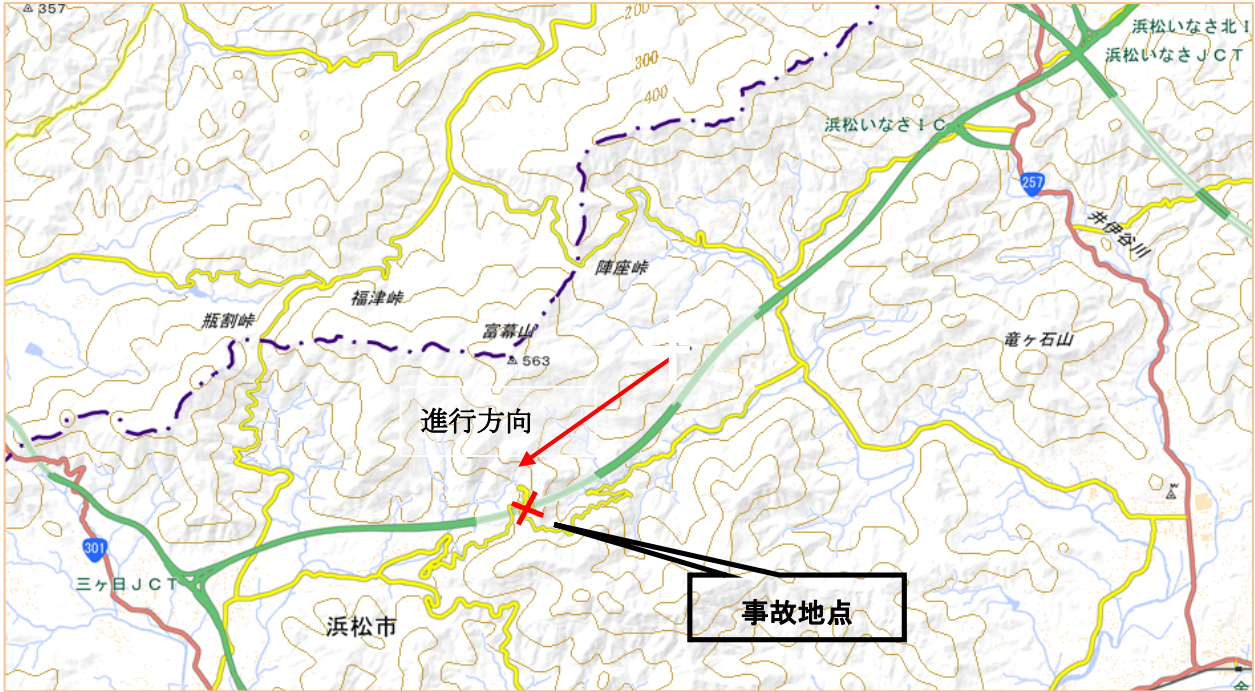 357
200
浜松いなさ北I
浜松いなさJCT
300
400
浜松いなさIC
257
井伊谷川
陣座峠
福津峠
瓶割峠
富幕山
563
竜ヶ石山
進行方向
301
三ヶ日JCT
浜松市
事故地点